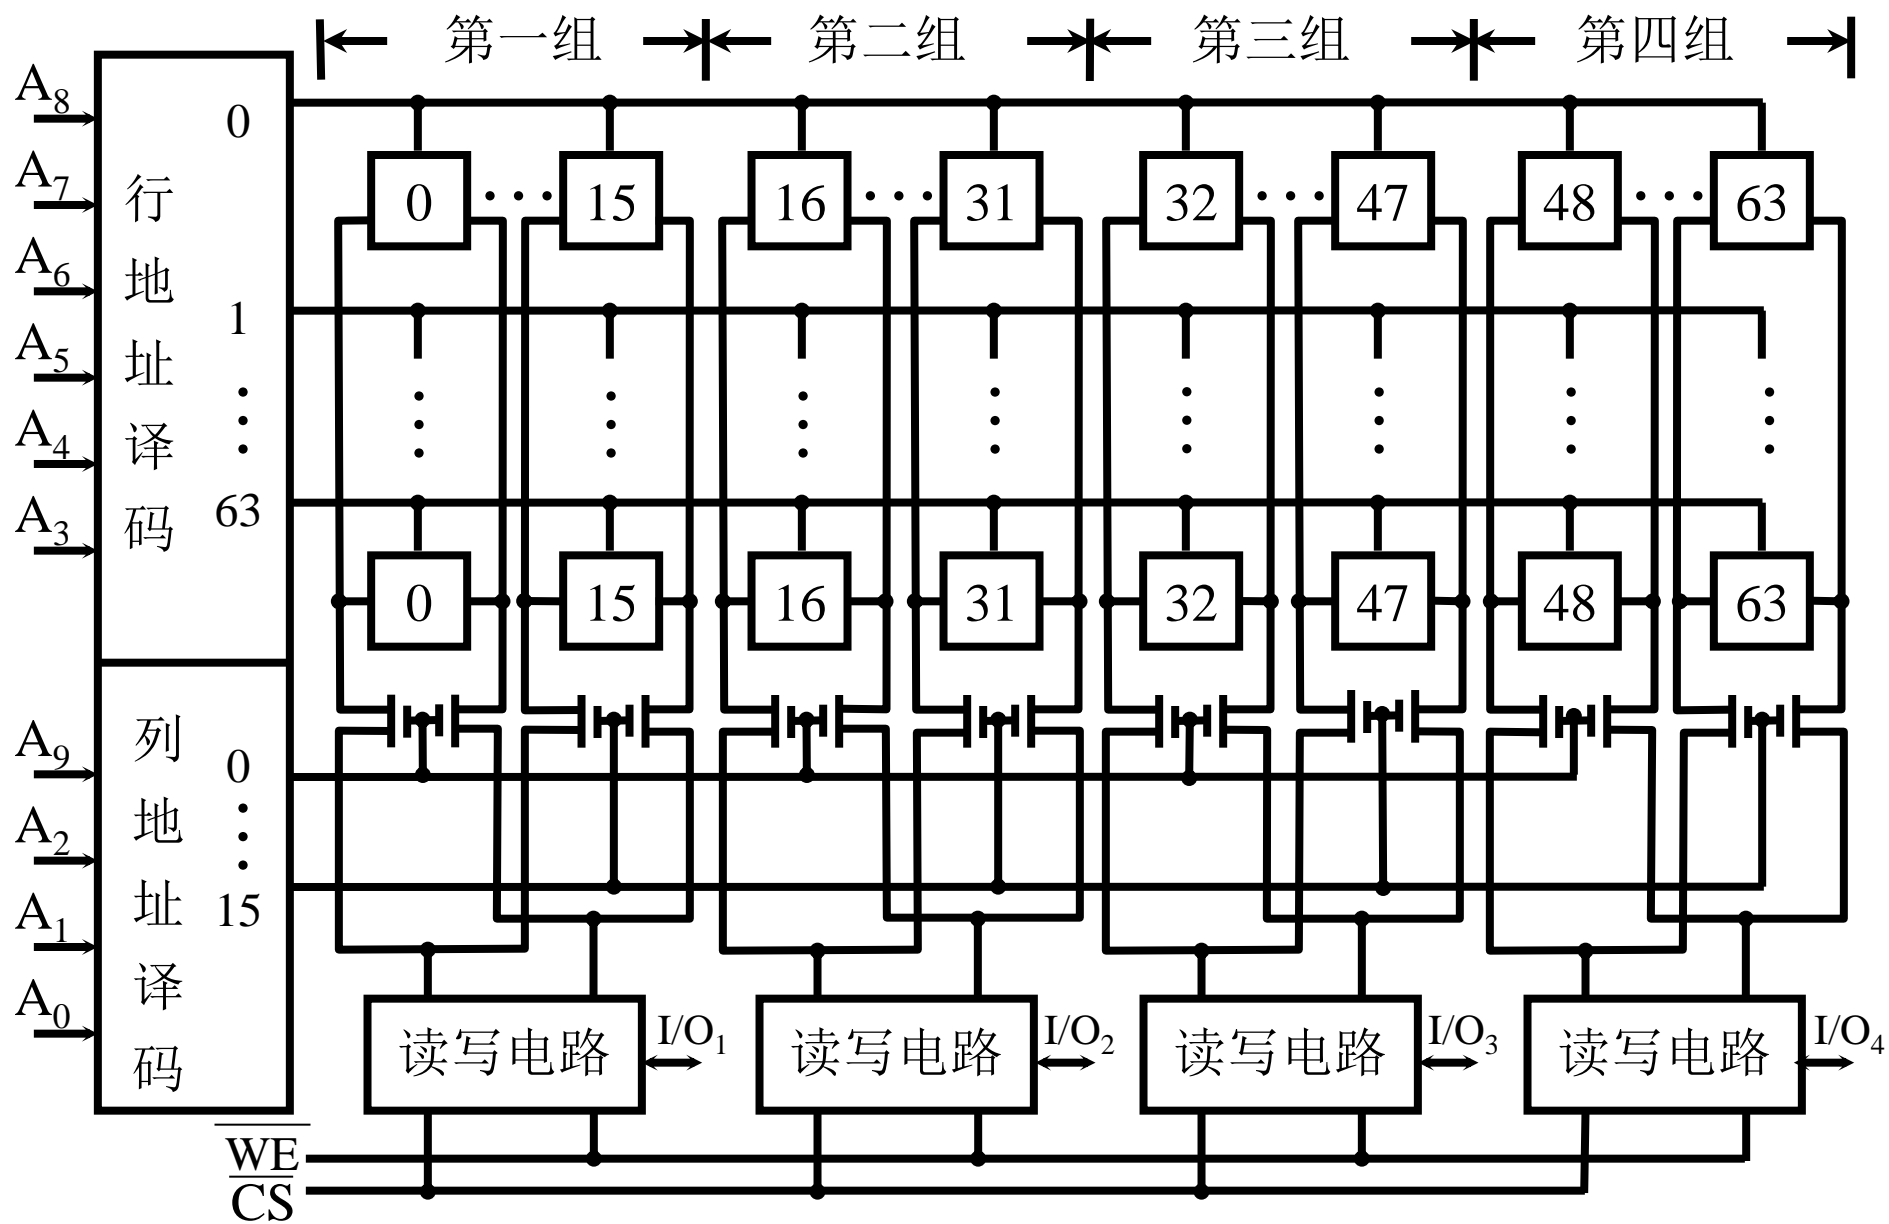 第一组 第二组 第三组 第四组
A8
A7
A6
A5
A4
A3
行地址译码
0
1
63
0 ··· 15 16 ··· 31 32 ··· 47 48 ··· 63
0 15 16 31 32 47 48 63
A9
A2
A1
A0
列地址译码
0
15
读写电路 I/O1 读写电路 I/O2 读写电路 I/O3 读写电路 I/O4
W̅E̅
C̅S̅